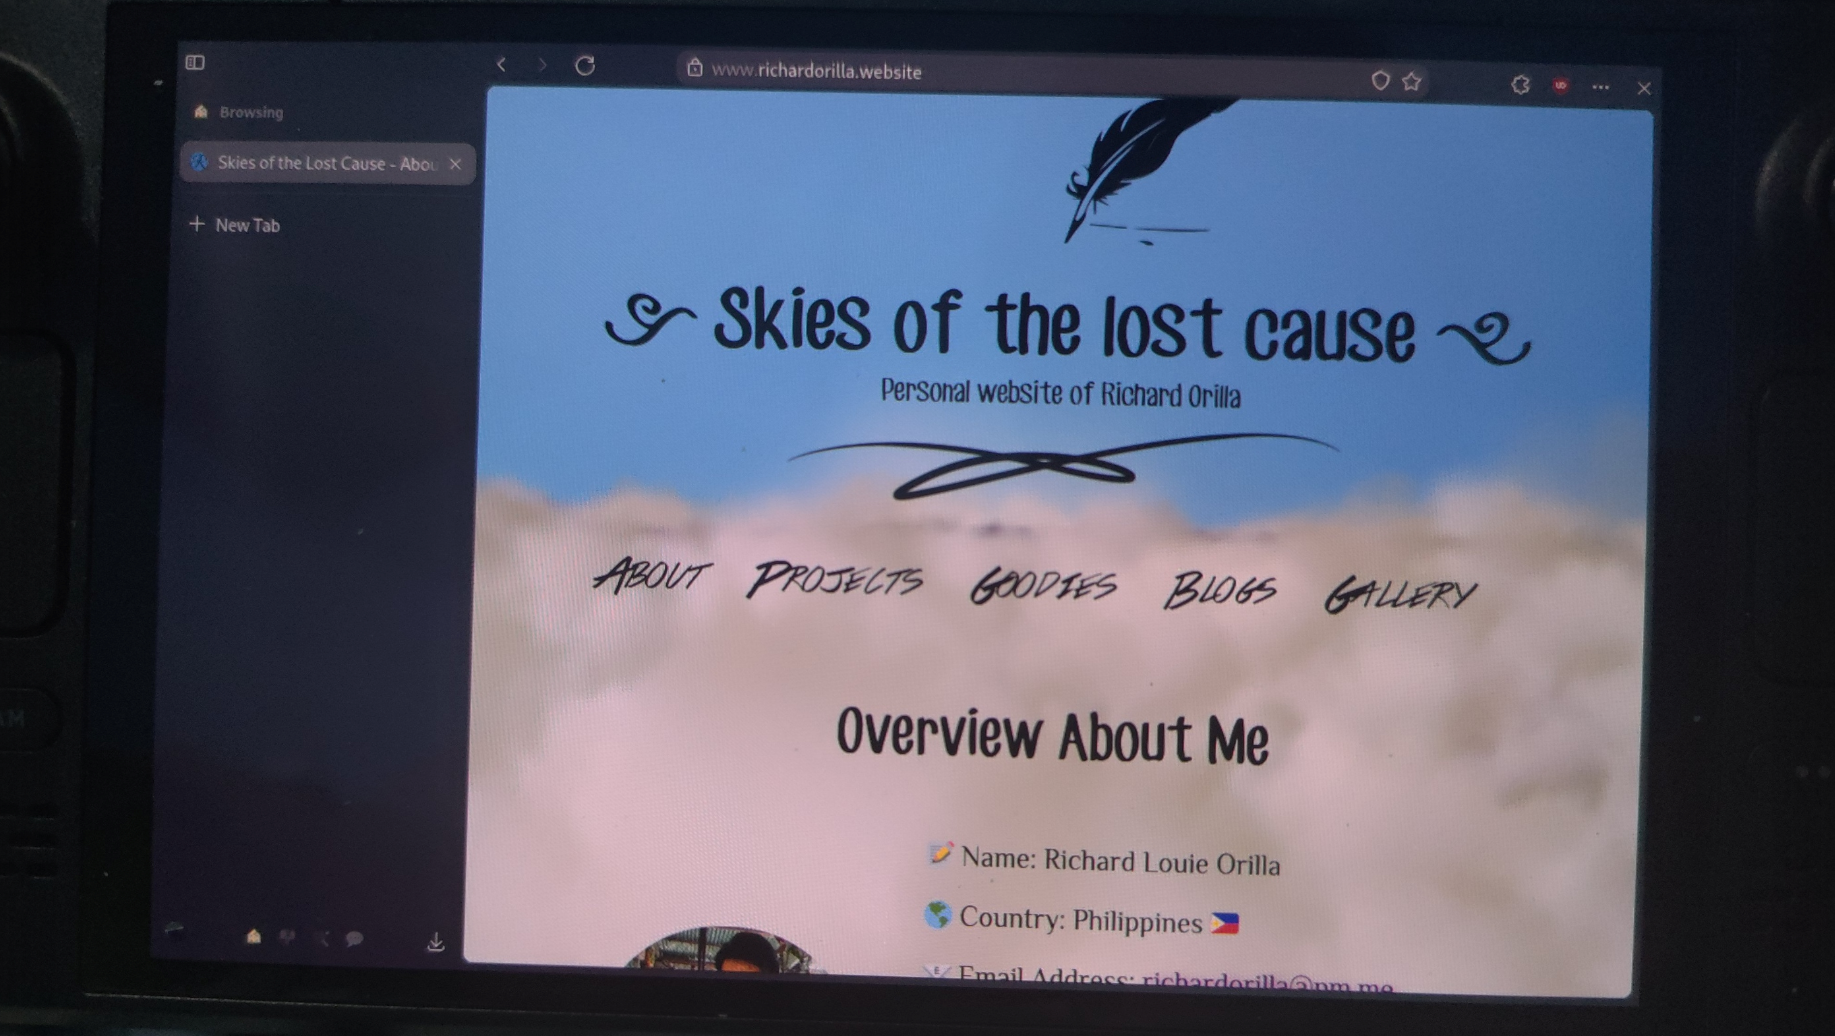 www.richardorilla.website
Browsing
Skies of the Lost Cause - Abou
New Tab
Skies of the lost cause
Personal website of Richard Orilla
ABOUT PROJECTS GOODIES BLOGS GALLERY
Overview About Me
Name: Richard Louie Orilla
Country: Philippines
Email Address: richardorilla@pm.me
AM